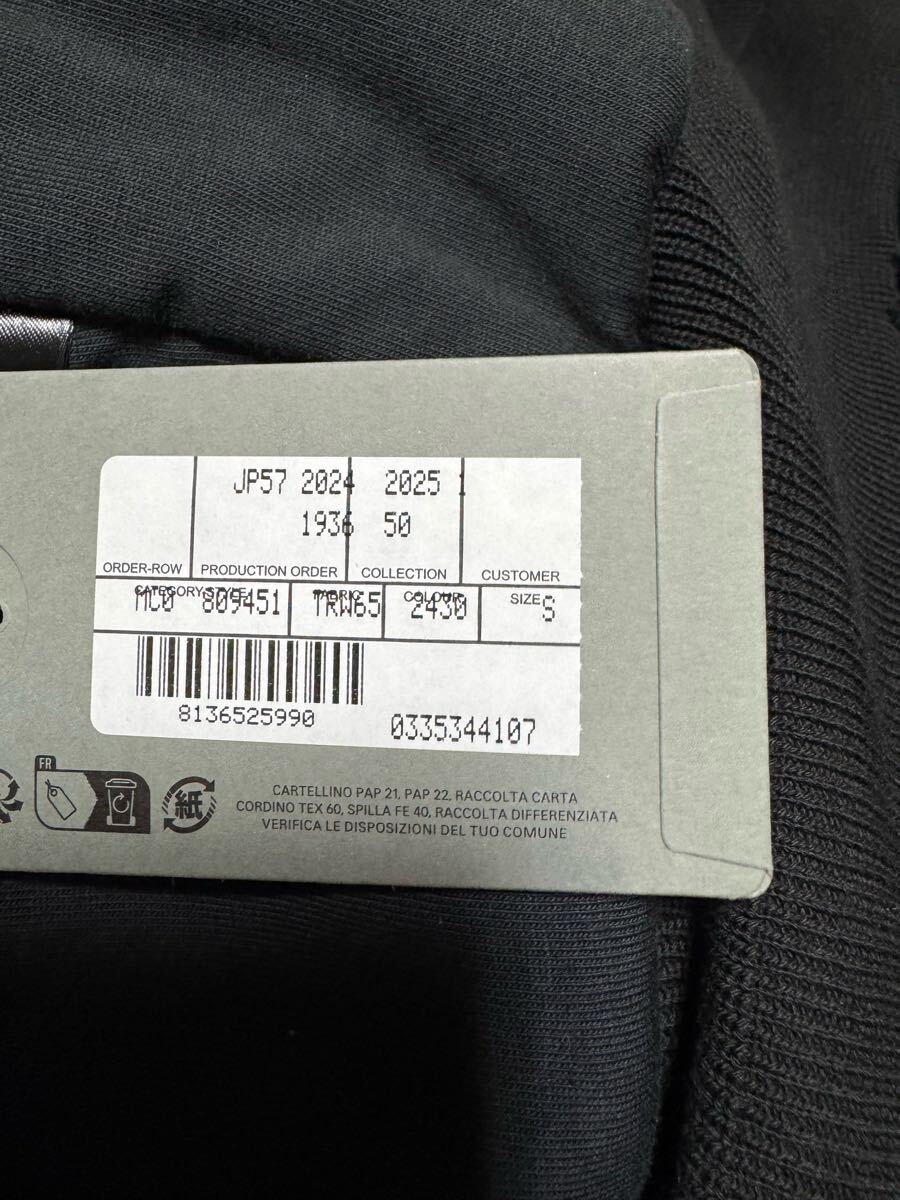 JP57 2024 2025 1
1936 50
ORDER-ROW PRODUCTION ORDER COLLECTION CUSTOMER
CATEGORY STYLE FABRIC COLOUR SIZE
MC0 809451 TRW65 2430 S
8136525990
0335344107
FR
紙
CARTELLINO PAP 21, PAP 22, RACCOLTA CARTA
CORDINO TEX 60, SPILLA FE 40, RACCOLTA DIFFERENZIATA
VERIFICA LE DISPOSIZIONI DEL TUO COMUNE